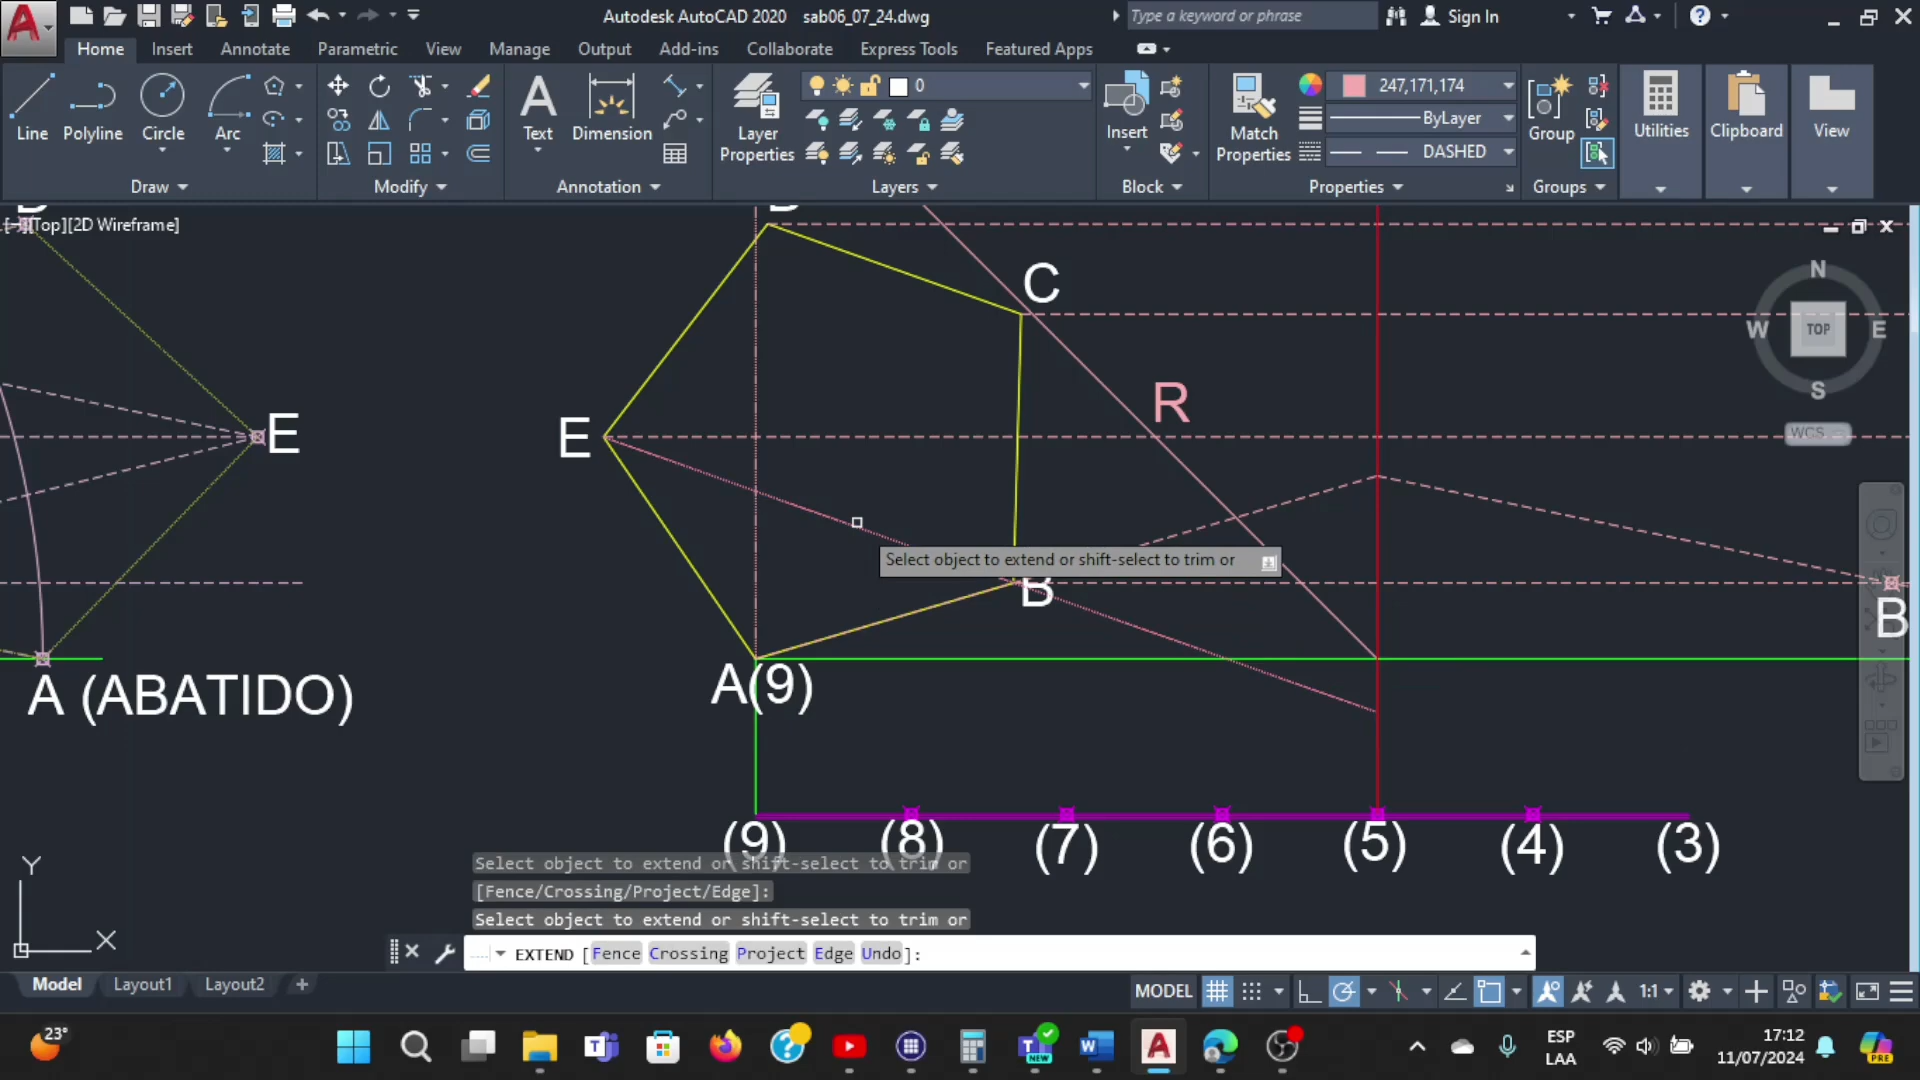 Autodesk AutoCAD 2020 sab06_07_24.dwg
Type a keyword or phrase
Sign In
Home Insert Annotate Parametric View Manage Output Add-ins Collaborate Express Tools Featured Apps
0
247,171,174
Line Polyline Circle Arc
Text Dimension
Layer Properties
Insert
Match Properties
ByLayer
DASHED
Group
Utilities Clipboard View
Draw Modify Annotation Layers Block Properties Groups
[-][Top][2D Wireframe]
N
W TOP E
S
WCS
C
R
E
E
B
B
A (ABATIDO)
A(9)
Select object to extend or shift-select to trim or
(9) (8) (7) (6) (5) (4) (3)
Y
X
Select object to extend or shift-select to trim or
[Fence/Crossing/Project/Edge]:
Select object to extend or shift-select to trim or
EXTEND [Fence Crossing Project Edge Undo]:
Model Layout1 Layout2
MODEL
1:1
23°
NEW
ESP
LAA
17:12
11/07/2024
PRE